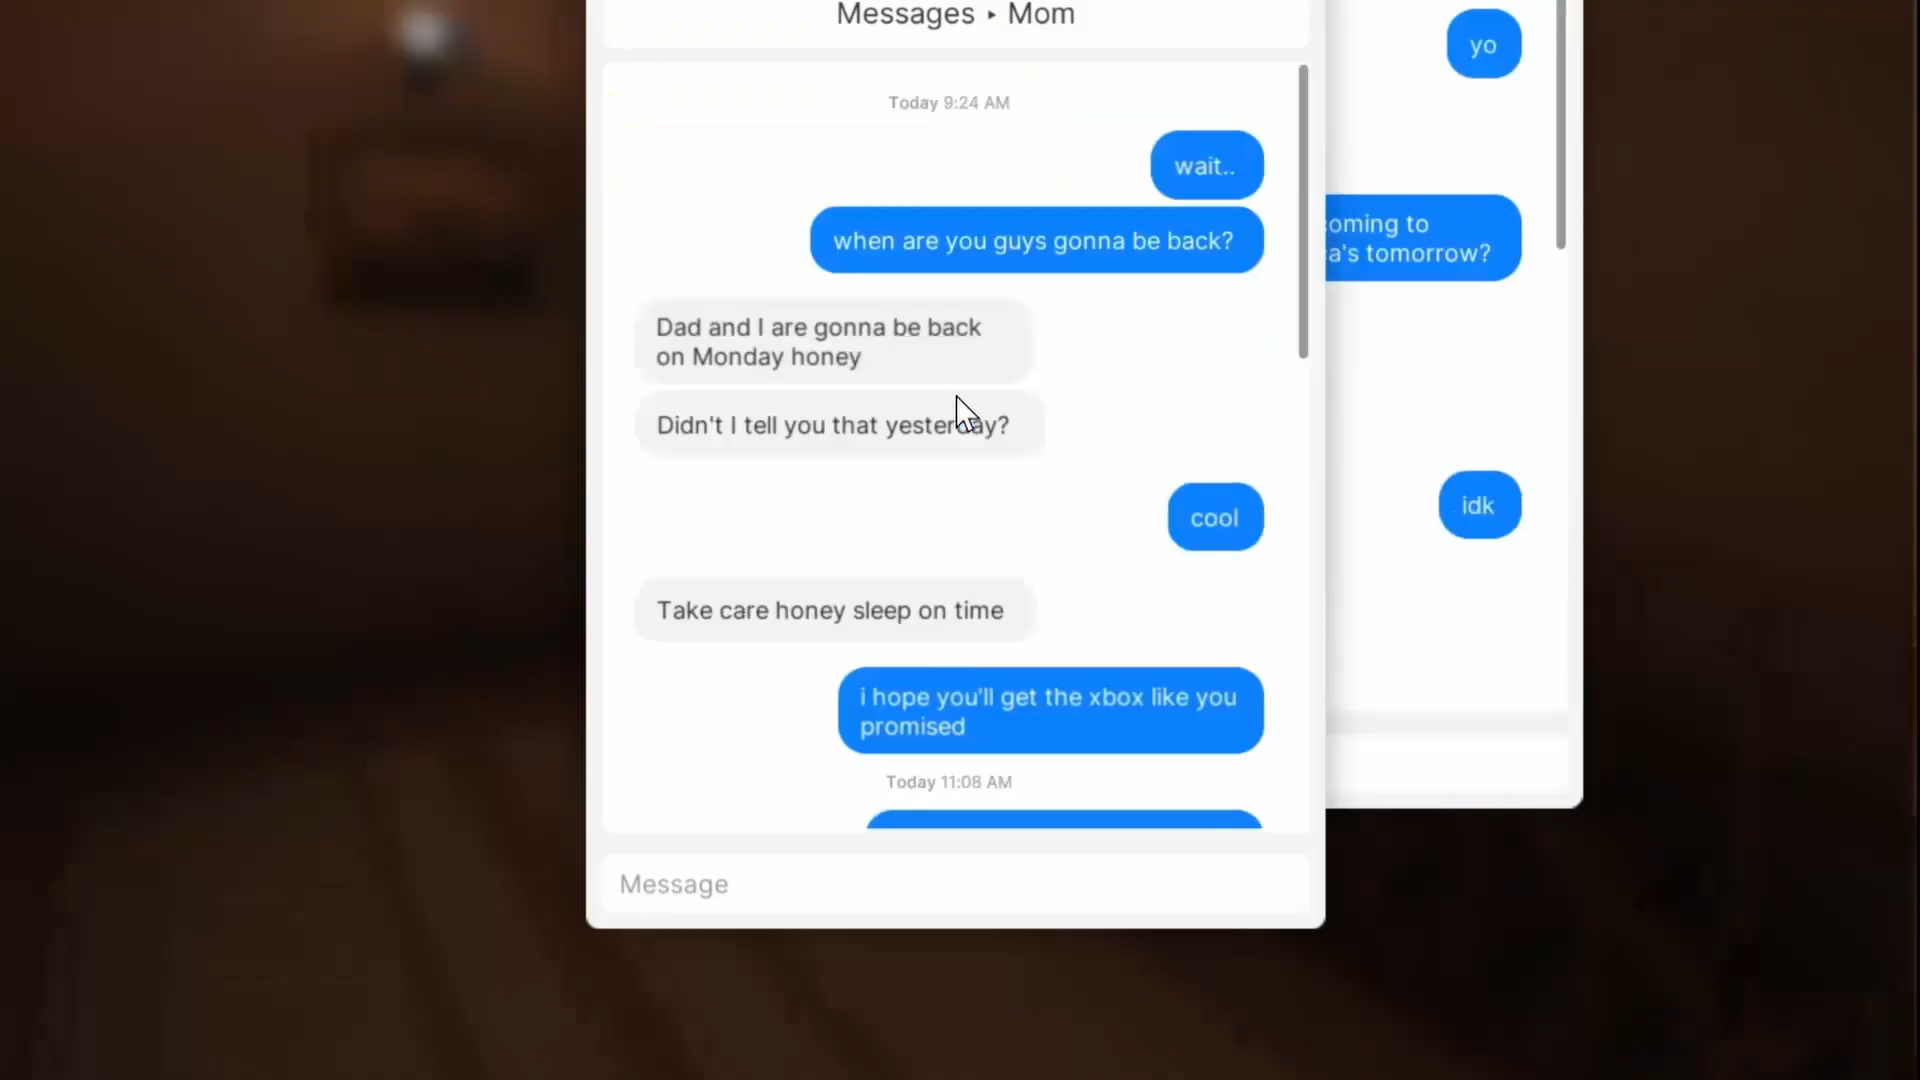 Messages ‣ Mom
Today 9:24 AM
wait..
when are you guys gonna be back?
Dad and I are gonna be back
on Monday honey
Didn't I tell you that yesterday?
cool
Take care honey sleep on time
i hope you'll get the xbox like you
promised
Today 11:08 AM
Message
yo
coming to
a's tomorrow?
idk